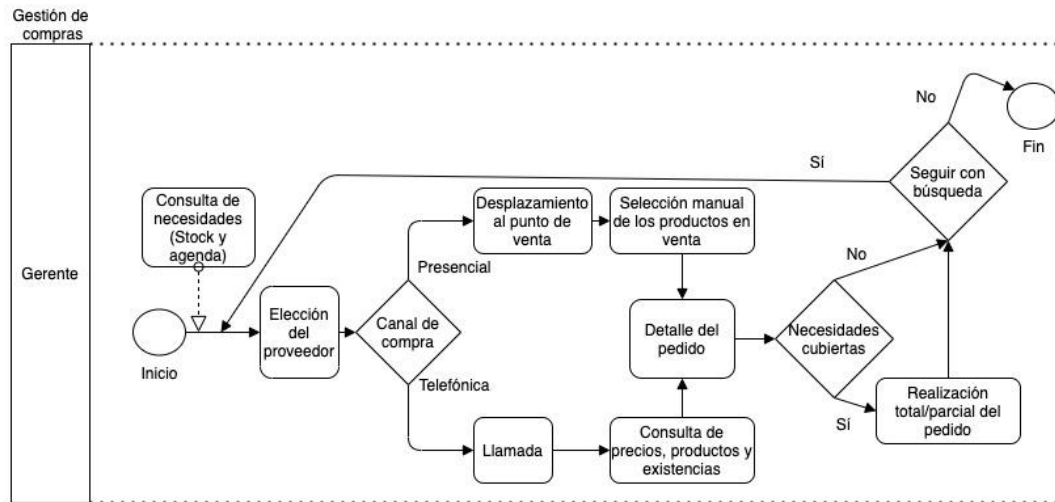 Gestión de
compras
Gerente
Consulta de
necesidades
(Stock y
agenda)
Inicio
Elección
del
proveedor
Canal de
compra
Presencial
Telefónica
Desplazamiento
al punto de
venta
Selección manual
de los productos en
venta
Llamada
Consulta de
precios, productos y
existencias
Detalle del
pedido
Necesidades
cubiertas
No
Sí
Realización
total/parcial del
pedido
Seguir con
búsqueda
Sí
No
Fin